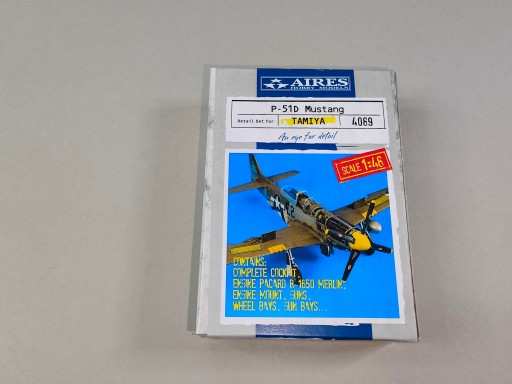 AIRES
HOBBY MODELS
P-51D Mustang
Detail Set for TAMIYA 4069
An eye for detail
SCALE 1:48
CONTAINS:
COMPLETE COCKPIT,
ENGINE PACARD R-1650 MERLIN,
ENGINE MOUNT, GUNS,
WHEEL BAYS, GUN BAYS...